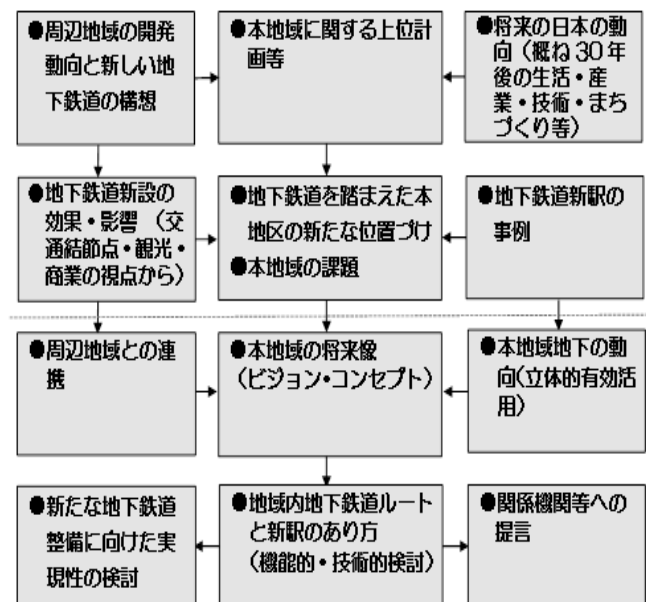 ●周辺地域の開発
動向と新しい地
下鉄道の構想
●本地域に関する上位計
画等
●将来の日本の動
向（概ね30年
後の生活・産
業・技術・まち
づくり等）
●地下鉄道新設の
効果・影響（交
通結節点・観光・
商業の視点から）
●地下鉄道を踏まえた本
地区の新たな位置づけ
●本地域の課題
●地下鉄道新駅の
事例
●周辺地域との連
携
●本地域の将来像
（ビジョン・コンセプト）
●本地域地下の動
向(立体的有効活
用)
●新たな地下鉄道
整備に向けた実
現性の検討
●地域内地下鉄道ルート
と新駅のあり方
（機能的・技術的検討）
●関係機関等への
提言